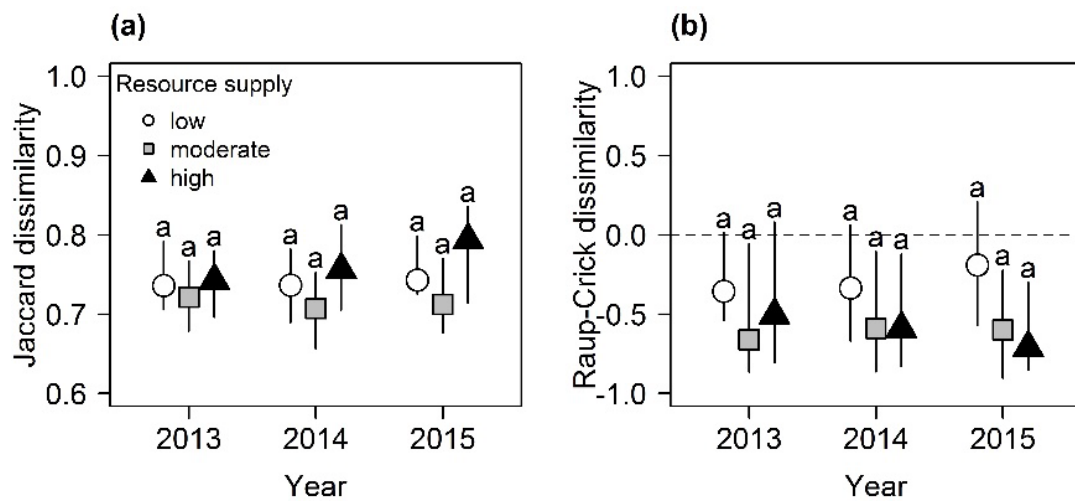 (a)
Jaccard dissimilarity
1.0
0.9
0.8
0.7
0.6
Resource supply
low
moderate
high
a a a
a a a
a a a
2013 2014 2015
Year
(b)
Raup-Crick dissimilarity
1.0
0.5
0.0
-0.5
-1.0
a a a
a a a
a a a
2013 2014 2015
Year